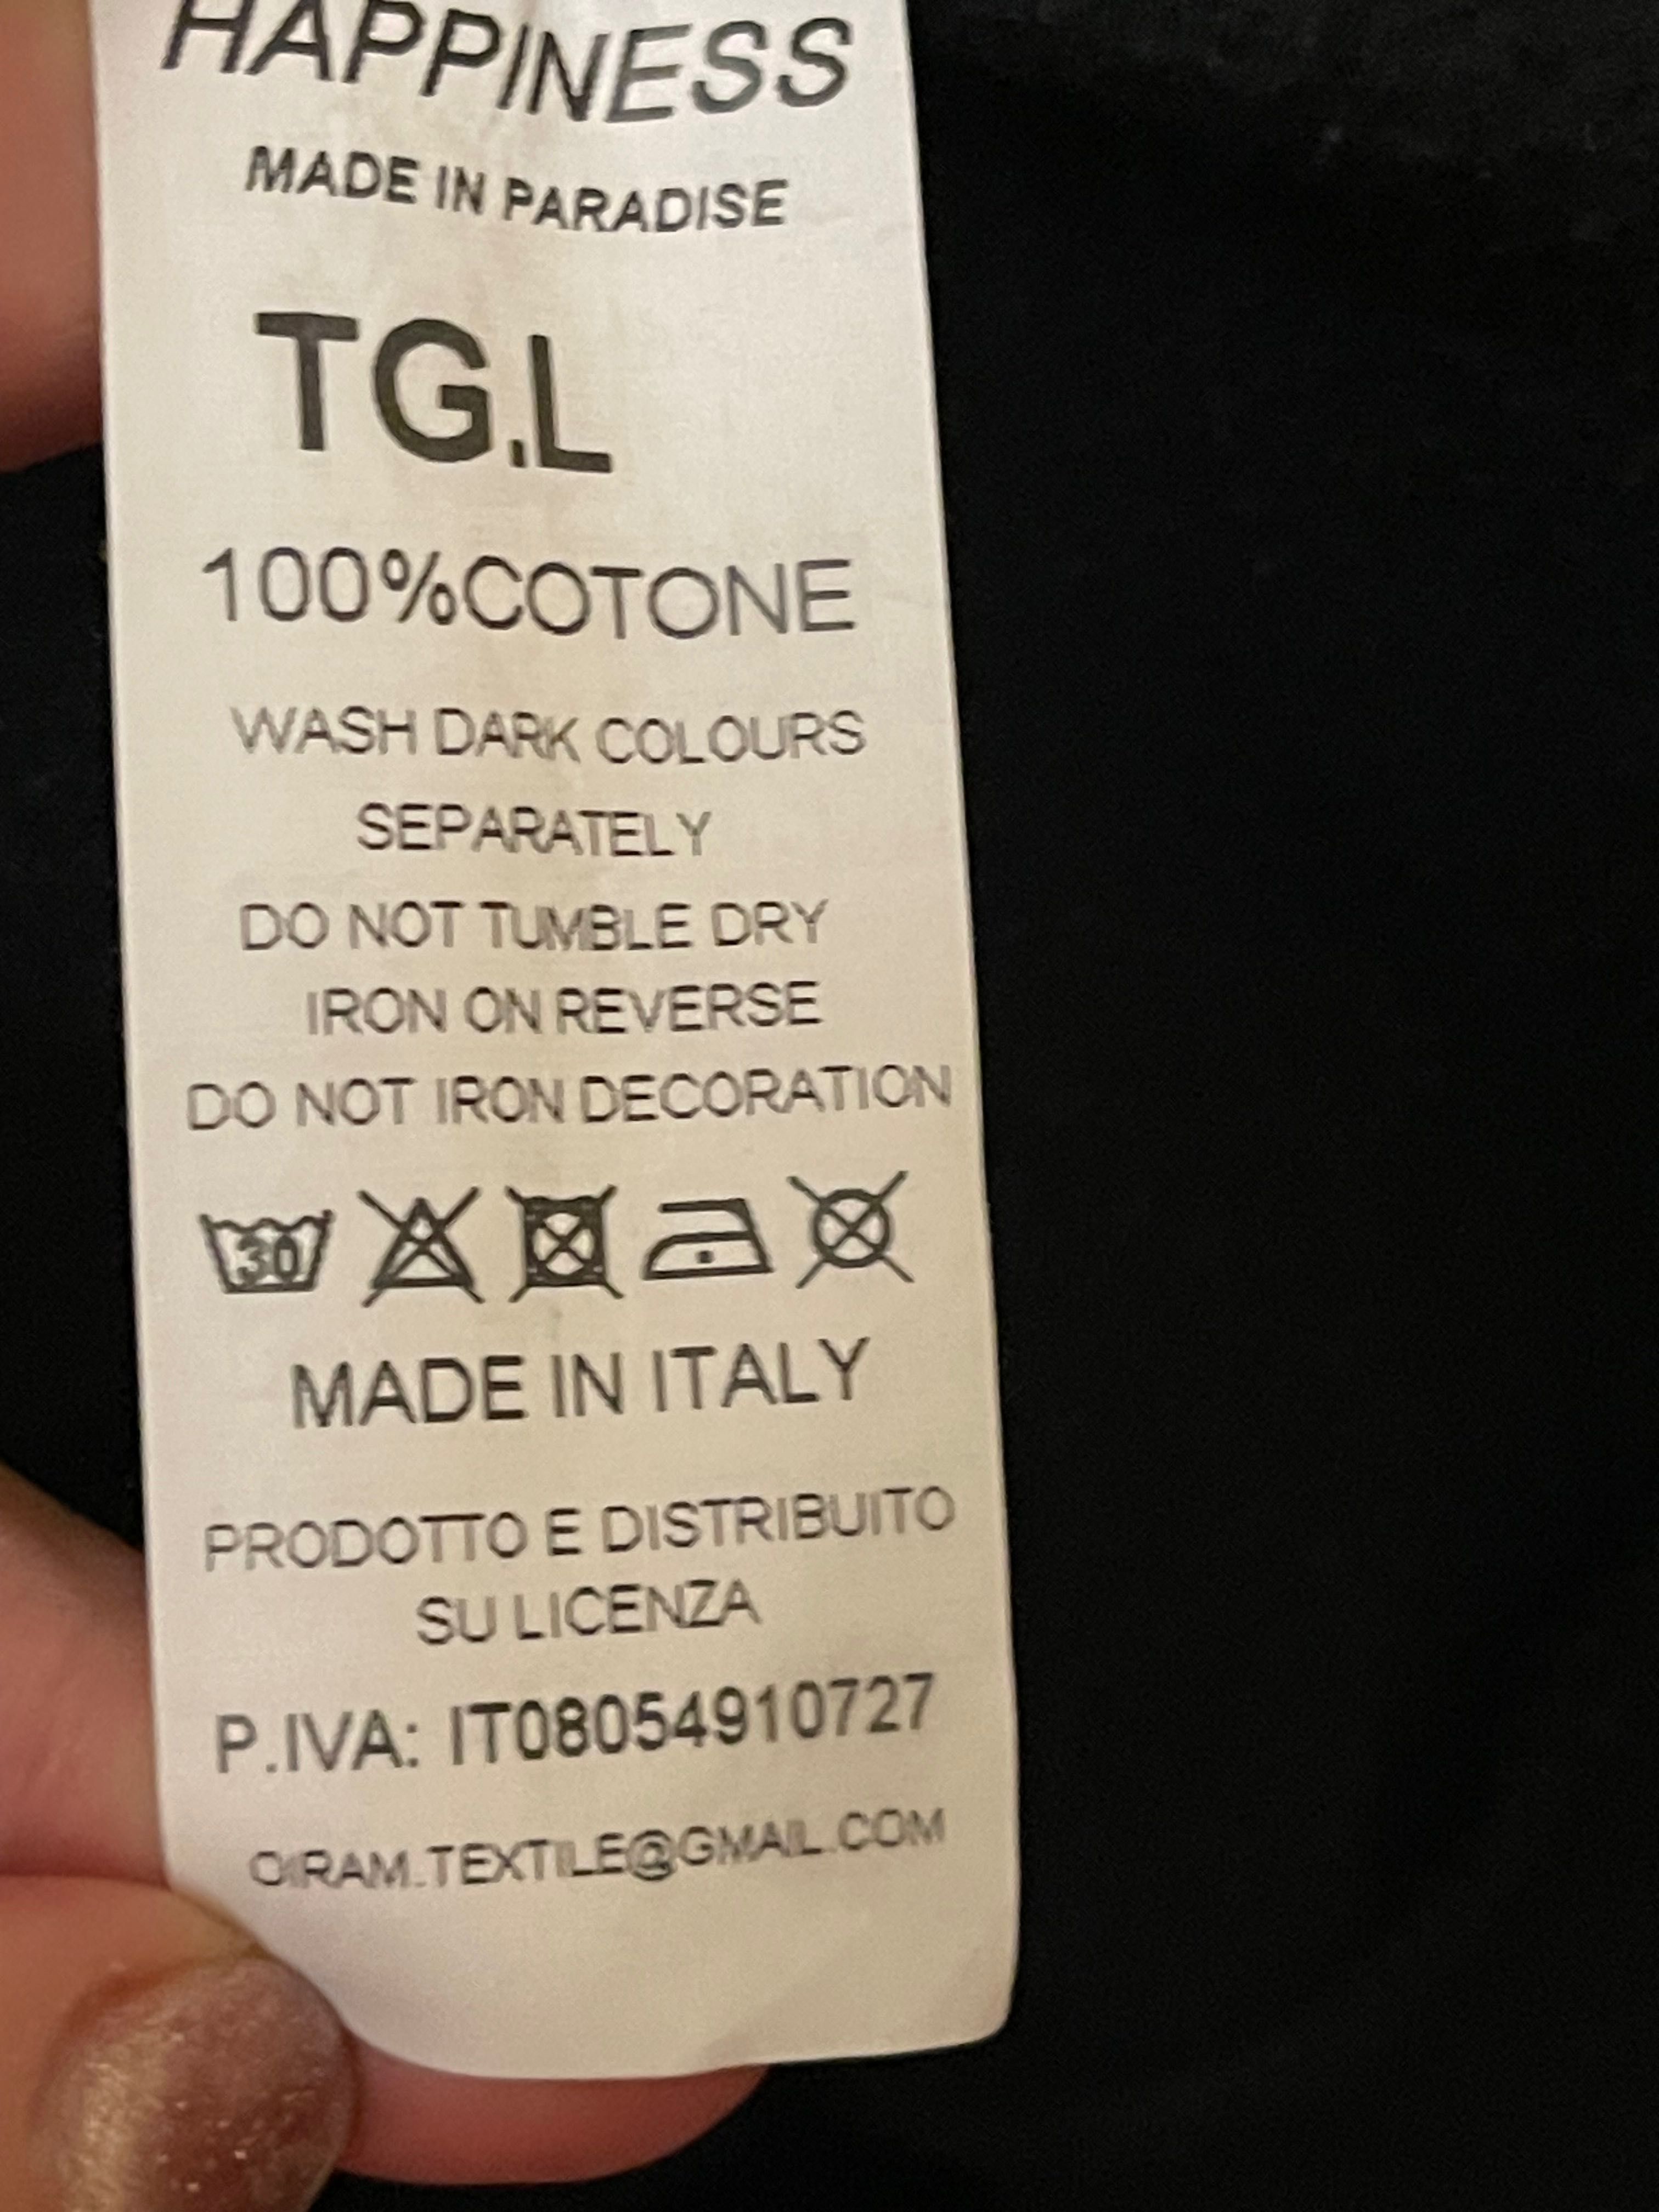 HAPPINESS
MADE IN PARADISE
TG.L
100%COTONE
WASH DARK COLOURS
SEPARATELY
DO NOT TUMBLE DRY
IRON ON REVERSE
DO NOT IRON DECORATION
30
MADE IN ITALY
PRODOTTO E DISTRIBUITO
SU LICENZA
P.IVA: IT08054910727
OIRAM.TEXTILE@GMAIL.COM